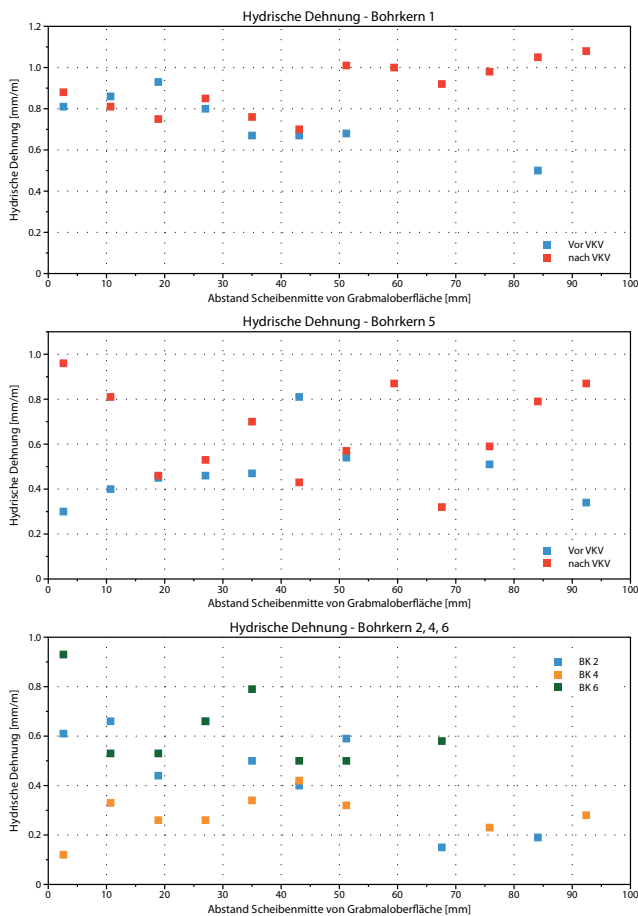 Hydrische Dehnung - Bohrkern 1
1.2
1.0
0.8
0.6
0.4
0.2
0
Hydrische Dehnung [mm/m]
Vor VKV
nach VKV
0 10 20 30 40 50 60 70 80 90 100
Abstand Scheibenmitte von Grabmaloberfläche [mm]
Hydrische Dehnung - Bohrkern 5
1.0
0.8
0.6
0.4
0.2
0
Hydrische Dehnung [mm/m]
Vor VKV
nach VKV
0 10 20 30 40 50 60 70 80 90 100
Abstand Scheibenmitte von Grabmaloberfläche [mm]
Hydrische Dehnung - Bohrkern 2, 4, 6
1.0
0.8
0.6
0.4
0.2
0
Hydrische Dehnung [mm/m]
BK 2
BK 4
BK 6
0 10 20 30 40 50 60 70 80 90 100
Abstand Scheibenmitte von Grabmaloberfläche [mm]